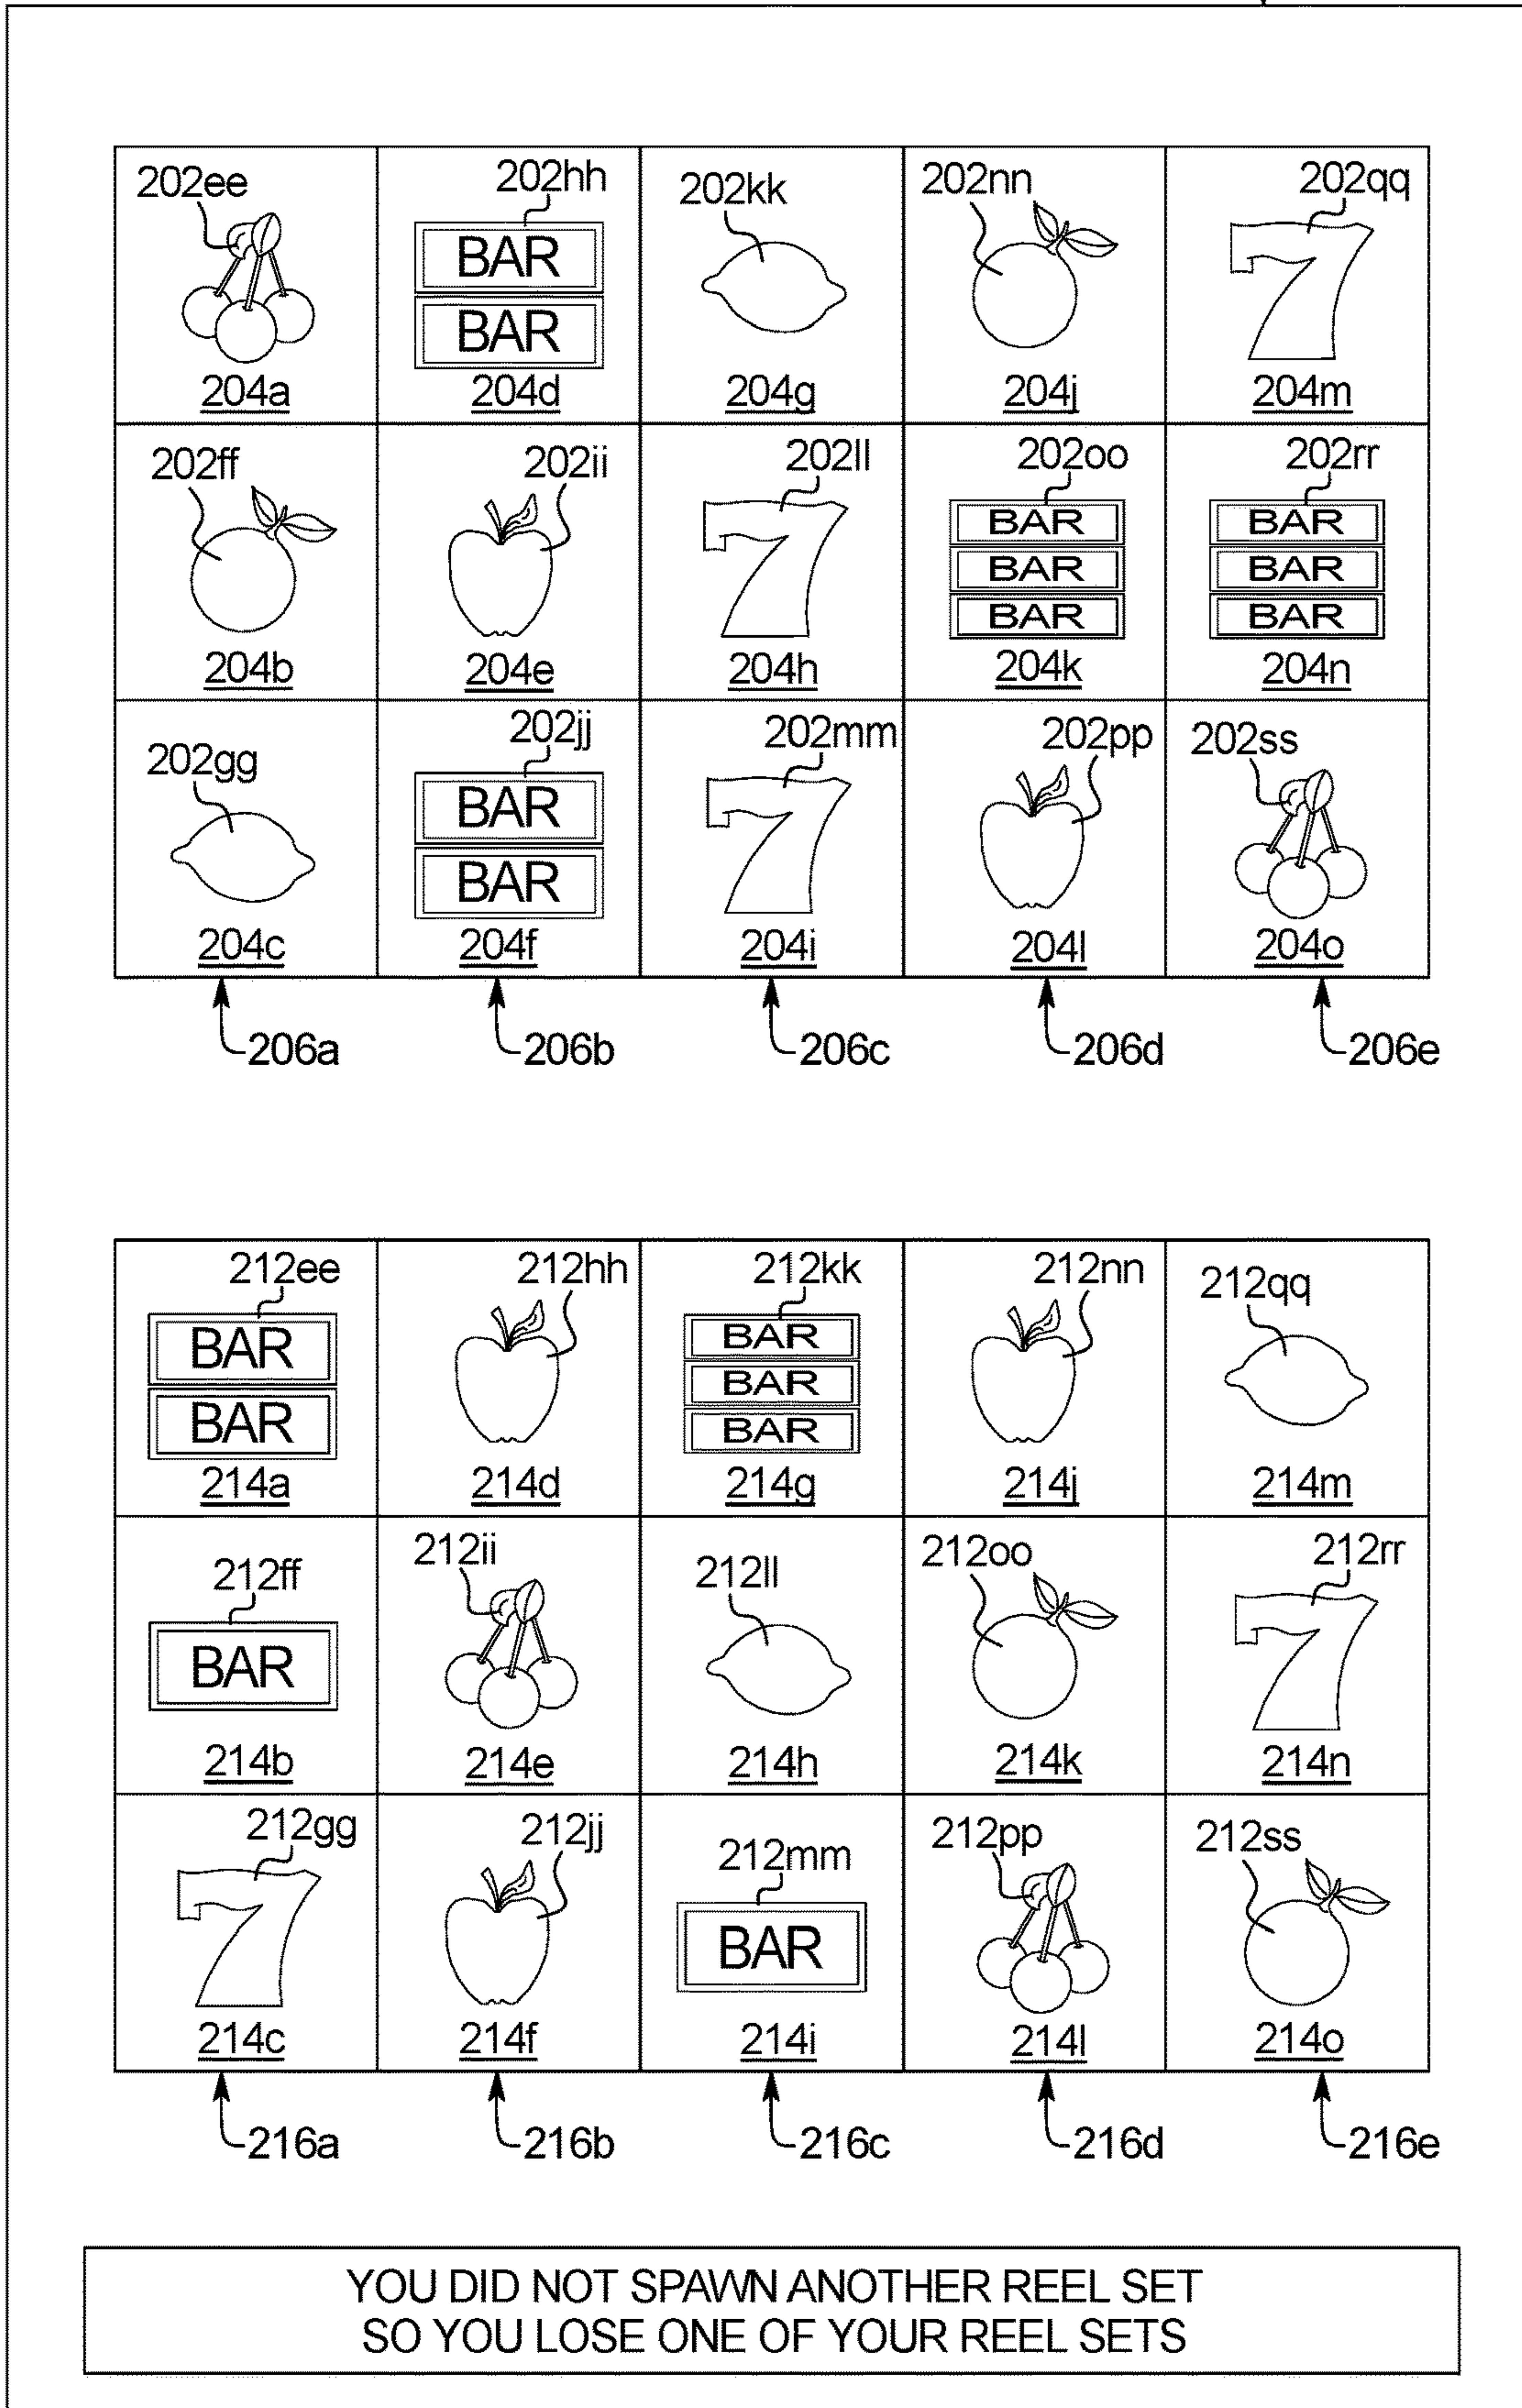 202ee 202hh 202kk 202nn 202qq
BAR
BAR
7
204a 204d 204g 204j 204m
202ff 202ii 202ll 202oo 202rr
7
BAR BAR
BAR BAR
BAR BAR
204b 204e 204h 204k 204n
202gg 202jj 202mm 202pp 202ss
BAR
BAR
7
204c 204f 204i 204l 204o
206a 206b 206c 206d 206e
212ee 212hh 212kk 212nn 212qq
BAR BAR
BAR
BAR BAR
214a 214d 214g 214j 214m
212ff 212ii 212ll 212oo 212rr
BAR
7
214b 214e 214h 214k 214n
212gg 212jj 212mm 212pp 212ss
7
BAR
214c 214f 214i 214l 214o
216a 216b 216c 216d 216e
YOU DID NOT SPAWN ANOTHER REEL SET
SO YOU LOSE ONE OF YOUR REEL SETS